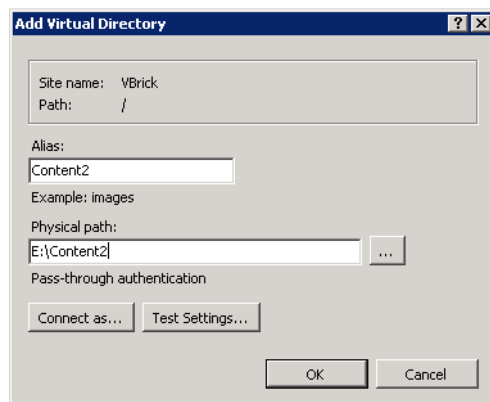 Add Virtual Directory
Site name: VBrick
Path: /
Alias:
Content2
Example: images
Physical path:
E:\Content2
...
Pass-through authentication
Connect as... Test Settings...
OK Cancel